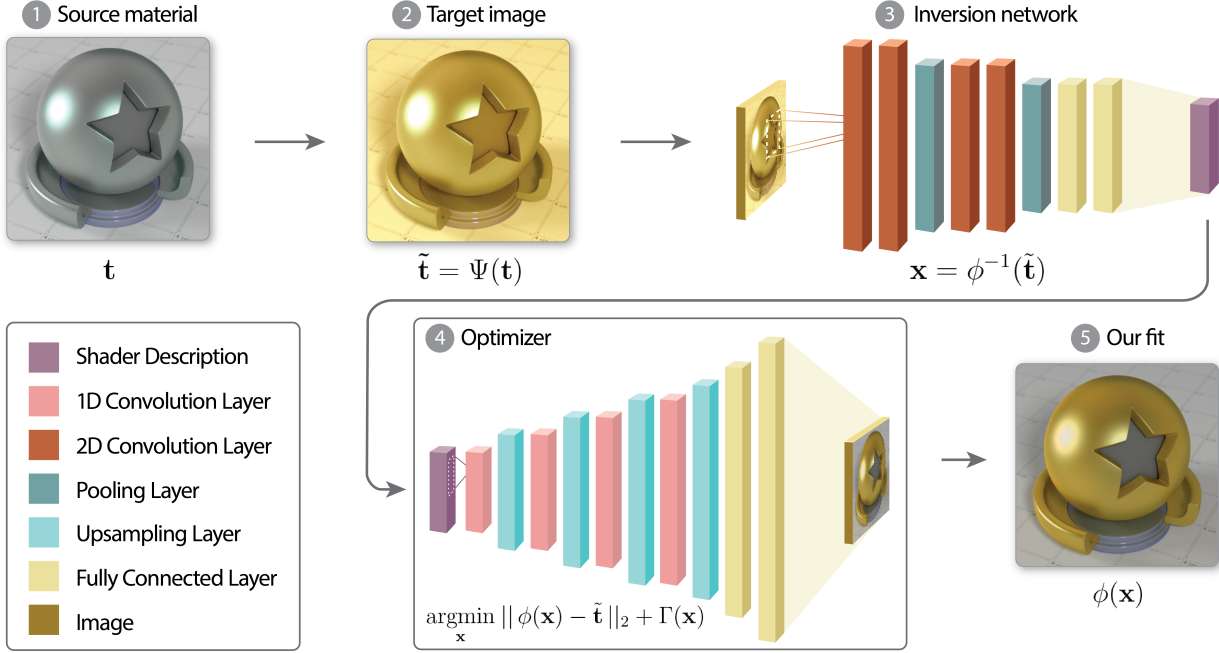 1 Source material
2 Target image
3 Inversion network
t
t̃ = Ψ(t)
x = ϕ⁻¹(t̃)
Shader Description
1D Convolution Layer
2D Convolution Layer
Pooling Layer
Upsampling Layer
Fully Connected Layer
Image
4 Optimizer
argmin || ϕ(x) − t̃ ||₂ + Γ(x)
x
5 Our fit
ϕ(x)